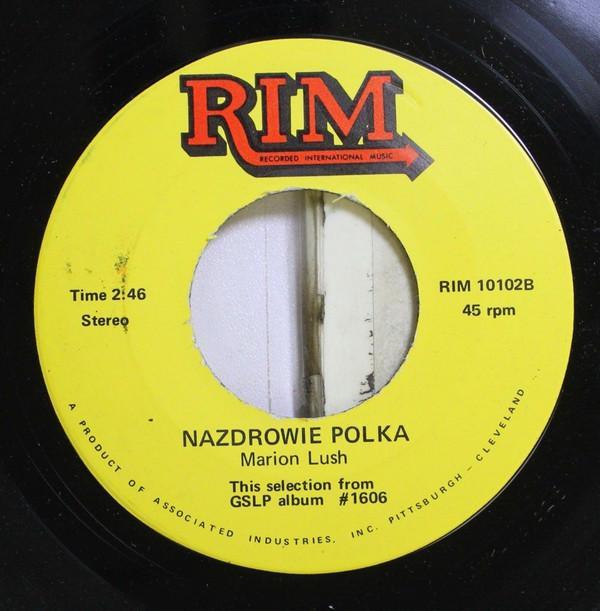 RIM
RECORDED INTERNATIONAL MUSIC
Time 2:46
Stereo
RIM 10102B
45 rpm
NAZDROWIE POLKA
Marion Lush
This selection from
GSLP album #1606
A PRODUCT OF ASSOCIATED INDUSTRIES, INC. PITTSBURGH - CLEVELAND